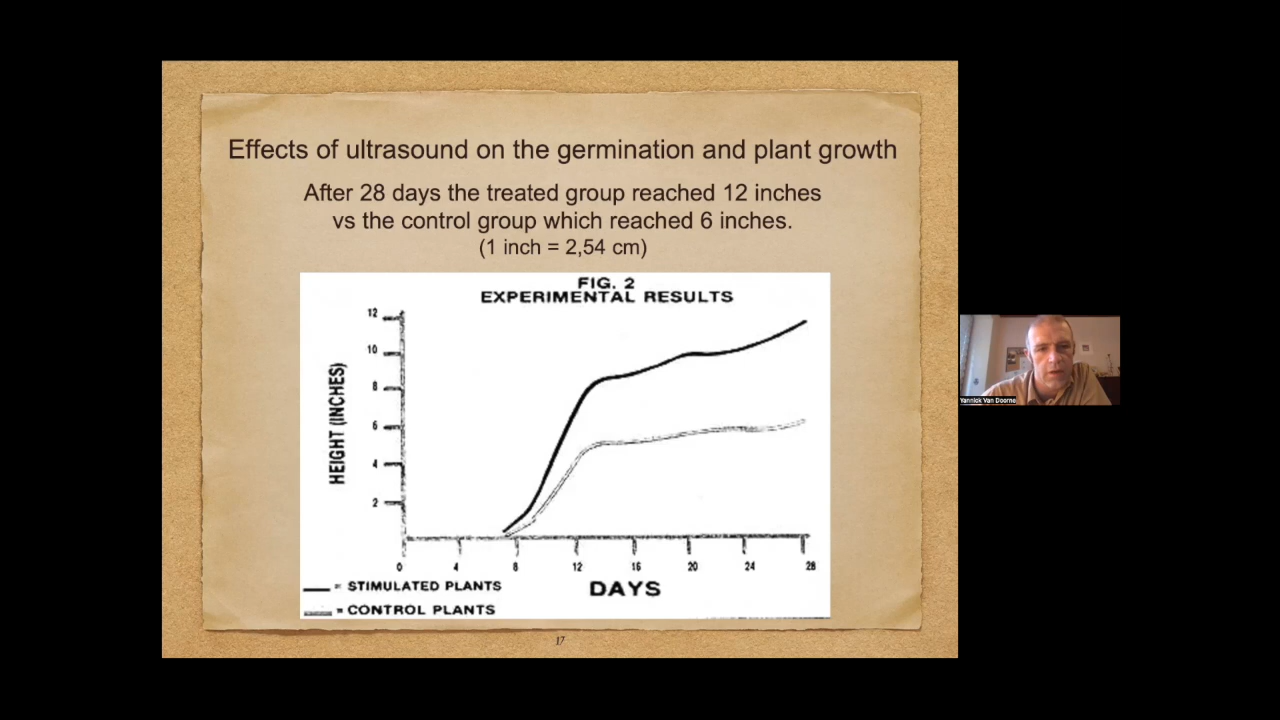 Effects of ultrasound on the germination and plant growth
After 28 days the treated group reached 12 inches
vs the control group which reached 6 inches.
(1 inch = 2,54 cm)
FIG. 2
EXPERIMENTAL RESULTS
12
10
8
6
4
2
HEIGHT (INCHES)
0 4 8 12 16 20 24 28
DAYS
= STIMULATED PLANTS
= CONTROL PLANTS
17
Yannick Van Doorne